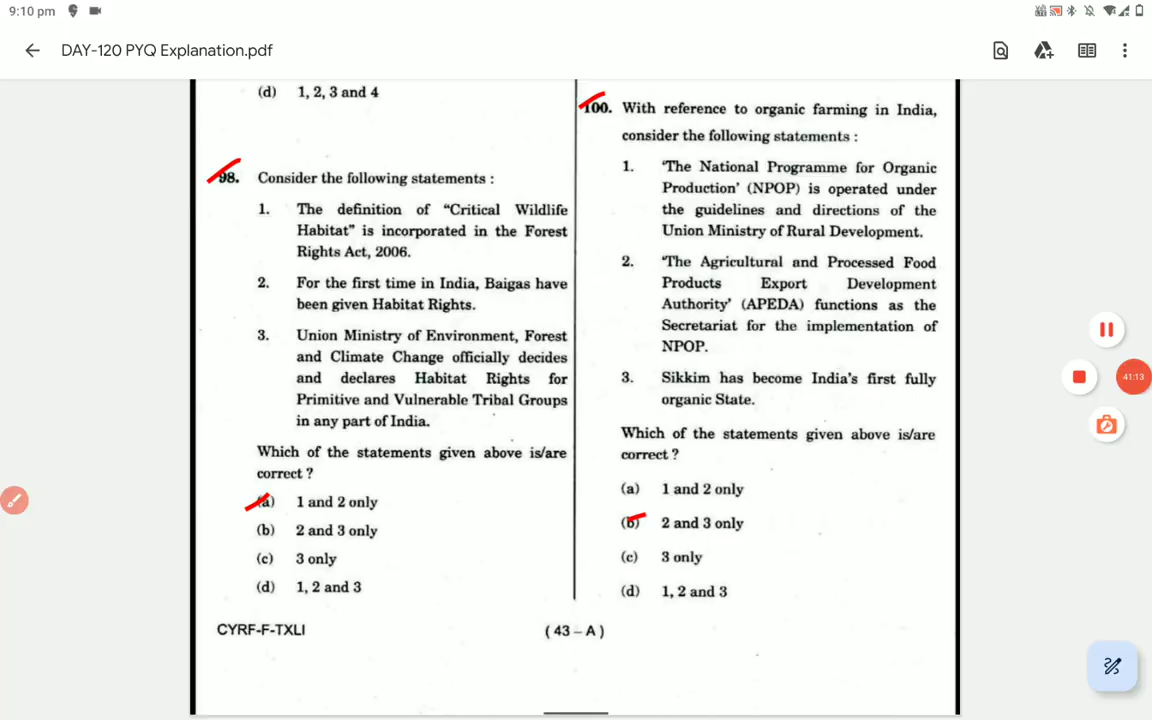 9:10 pm
DAY-120 PYQ Explanation.pdf
(d) 1, 2, 3 and 4
98. Consider the following statements :
1. The definition of "Critical Wildlife
Habitat" is incorporated in the Forest
Rights Act, 2006.
2. For the first time in India, Baigas have
been given Habitat Rights.
3. Union Ministry of Environment, Forest
and Climate Change officially decides
and declares Habitat Rights for
Primitive and Vulnerable Tribal Groups
in any part of India.
Which of the statements given above is/are
correct ?
(a) 1 and 2 only
(b) 2 and 3 only
(c) 3 only
(d) 1, 2 and 3
CYRF-F-TXLI
( 43 – A )
100. With reference to organic farming in India,
consider the following statements :
1. 'The National Programme for Organic
Production' (NPOP) is operated under
the guidelines and directions of the
Union Ministry of Rural Development.
2. 'The Agricultural and Processed Food
Products Export Development
Authority' (APEDA) functions as the
Secretariat for the implementation of
NPOP.
3. Sikkim has become India's first fully
organic State.
Which of the statements given above is/are
correct ?
(a) 1 and 2 only
(b) 2 and 3 only
(c) 3 only
(d) 1, 2 and 3
41:13